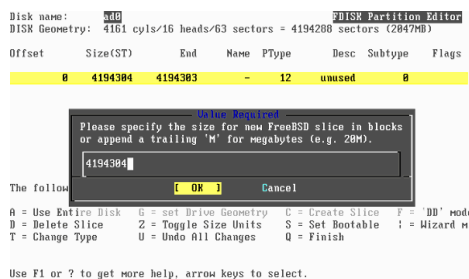 Disk name: ad0 FDISK Partition Editor
DISK Geometry: 4161 cyls/16 heads/63 sectors = 4194288 sectors (2047MB)
Offset Size(ST) End Name PType Desc Subtype Flags
0 4194304 4194303 - 12 unused 0
Value Required
Please specify the size for new FreeBSD slice in blocks
or append a trailing 'M' for megabytes (e.g. 20M).
4194304
The follow
[ OK ] Cancel
A = Use Entire Disk G = set Drive Geometry C = Create Slice F = 'DD' mode
D = Delete Slice Z = Toggle Size Units S = Set Bootable | = Wizard m
T = Change Type U = Undo All Changes Q = Finish
Use F1 or ? to get more help, arrow keys to select.